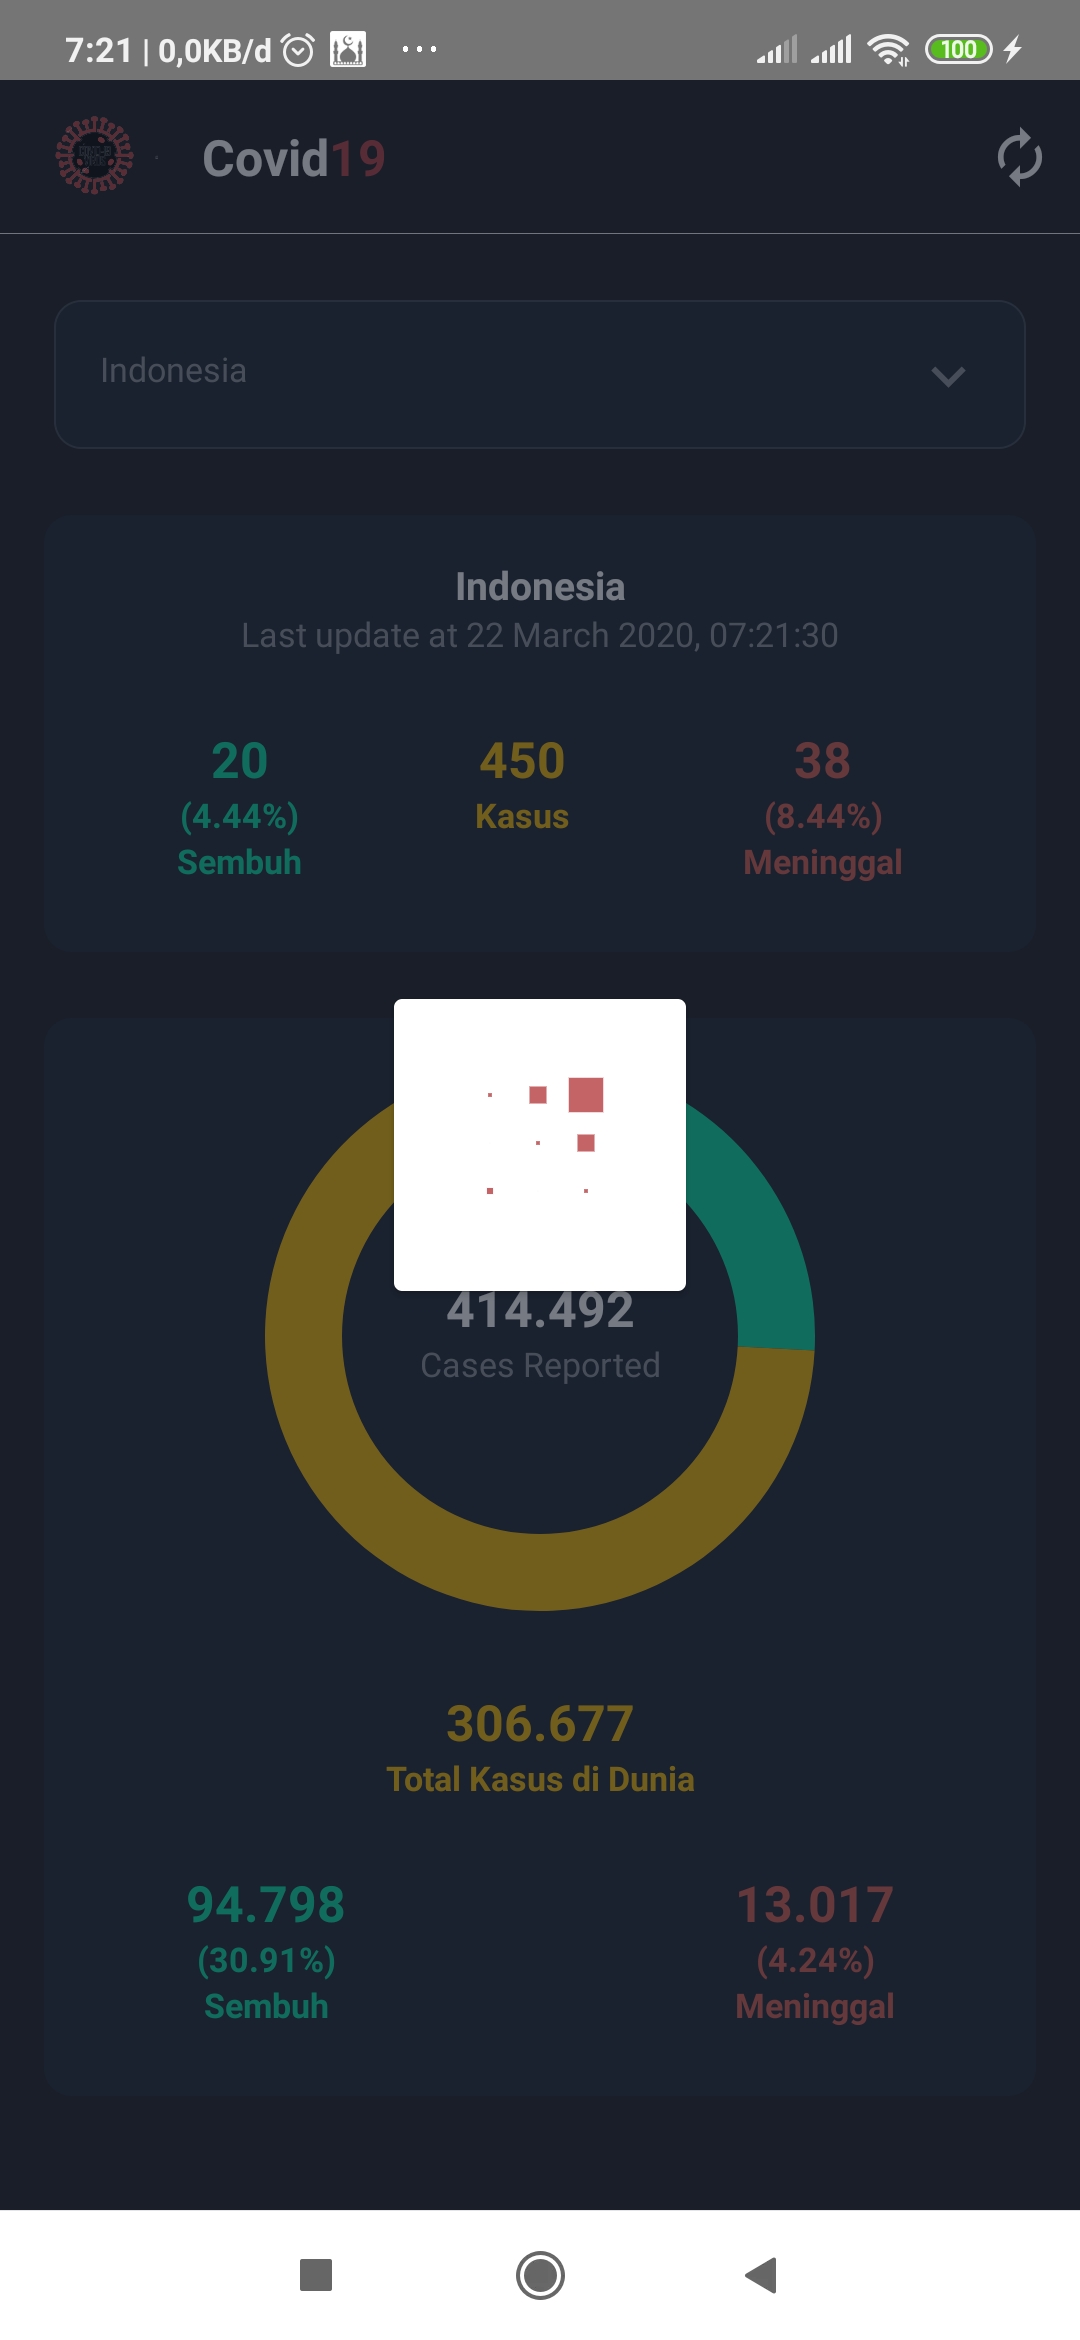 7:21 | 0,0KB/d
100
Covid19
Indonesia
Indonesia
Last update at 22 March 2020, 07:21:30
20
(4.44%)
Sembuh
450
Kasus
38
(8.44%)
Meninggal
414.492
Cases Reported
306.677
Total Kasus di Dunia
94.798
(30.91%)
Sembuh
13.017
(4.24%)
Meninggal